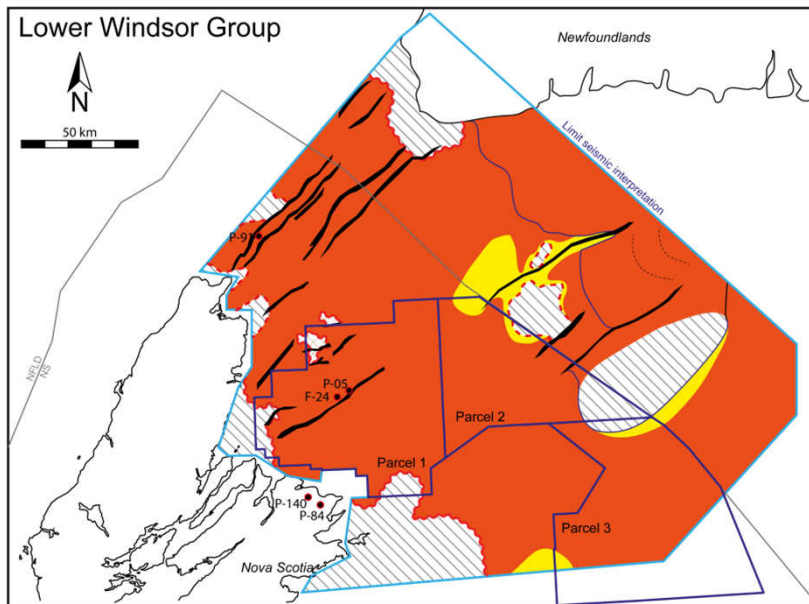 Lower Windsor Group
Newfoundlands
N
50 km
Limit seismic interpretation
P-91
NFLD
NS
P-05
F-24
Parcel 2
Parcel 1
P-140
P-84
Parcel 3
Nova Scotia